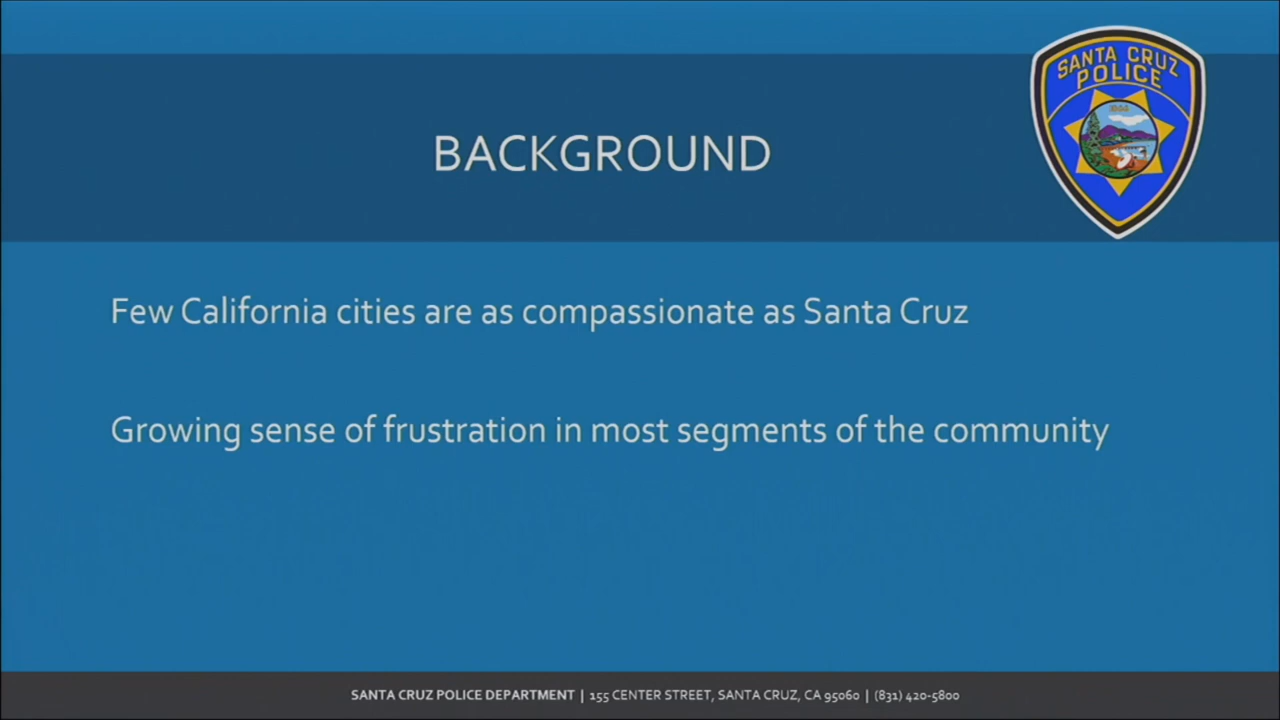 SANTA CRUZ
POLICE
BACKGROUND
Few California cities are as compassionate as Santa Cruz
Growing sense of frustration in most segments of the community
SANTA CRUZ POLICE DEPARTMENT | 155 CENTER STREET, SANTA CRUZ, CA 95060 | (831) 420-5800